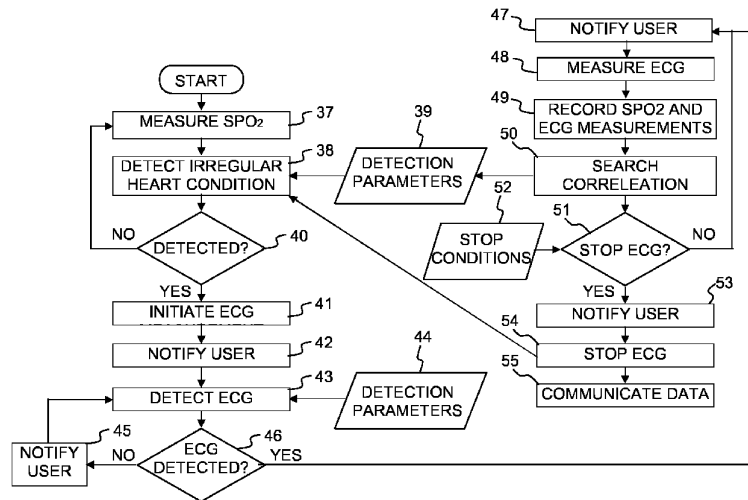 START
MEASURE SPO2
37
DETECT IRREGULAR
HEART CONDITION
38
DETECTION
PARAMETERS
39
DETECTED?
40
NO
YES
INITIATE ECG
41
NOTIFY USER
42
DETECT ECG
43
DETECTION
PARAMETERS
44
NOTIFY
USER
45
ECG
DETECTED?
46
NO
YES
47
NOTIFY USER
48
MEASURE ECG
49
RECORD SPO2 AND
ECG MEASUREMENTS
50
SEARCH
CORRELEATION
51
STOP ECG?
NO
YES
52
STOP
CONDITIONS
53
NOTIFY USER
54
STOP ECG
55
COMMUNICATE DATA